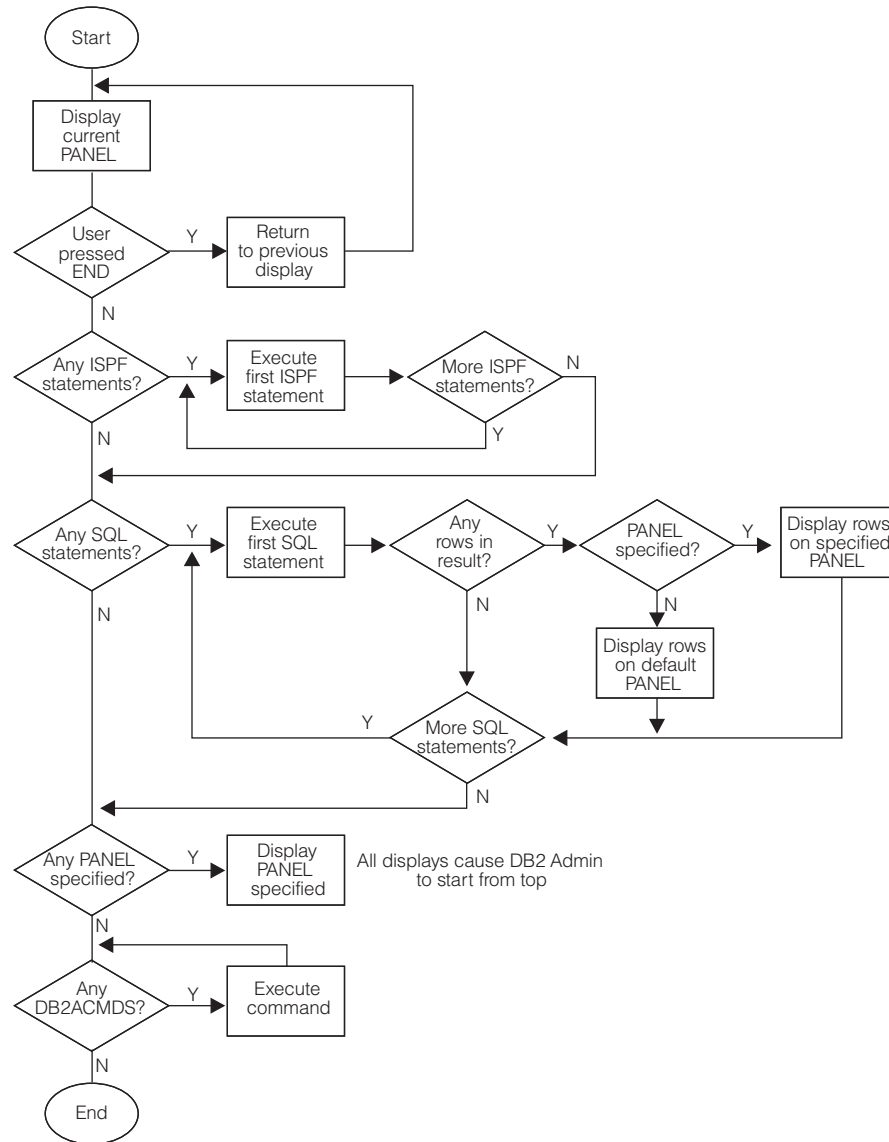 Start
Display
current
PANEL
User
pressed
END
Y
Return
to previous
display
N
Any ISPF
statements?
Y
Execute
first ISPF
statement
More ISPF
statements?
N
Y
N
Any SQL
statements?
Y
Execute
first SQL
statement
Any
rows in
result?
Y
PANEL
specified?
Y
Display rows
on specified
PANEL
N
N
N
Display rows
on default
PANEL
Y
More SQL
statements?
N
Any PANEL
specified?
Y
Display
PANEL
specified
All displays cause DB2 Admin
to start from top
N
Any
DB2ACMDS?
Y
Execute
command
N
End